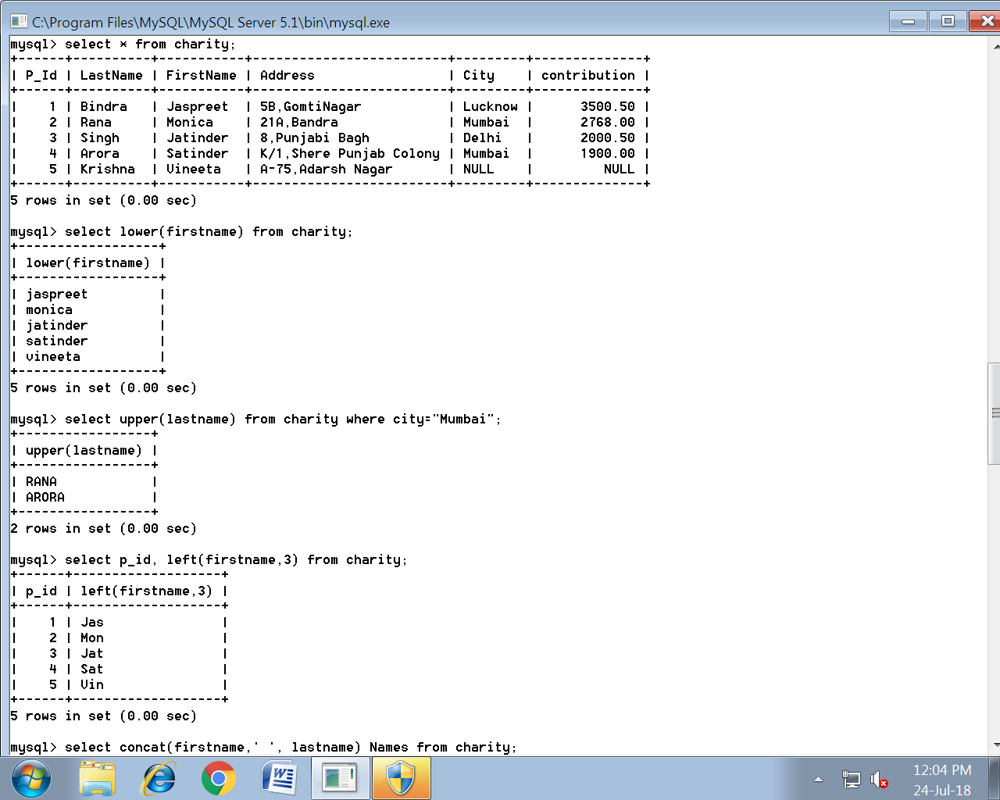 C:\Program Files\MySQL\MySQL Server 5.1\bin\mysql.exe
mysql> select * from charity;
+------+----------+-----------+-------------------------+---------+--------------+
| P_Id | LastName | FirstName | Address                 | City    | contribution |
+------+----------+-----------+-------------------------+---------+--------------+
|    1 | Bindra   | Jaspreet  | 5B,GomtiNagar           | Lucknow |      3500.50 |
|    2 | Rana     | Monica    | 21A,Bandra              | Mumbai  |      2768.00 |
|    3 | Singh    | Jatinder  | 8,Punjabi Bagh          | Delhi   |      2000.50 |
|    4 | Arora    | Satinder  | K/1,Shere Punjab Colony | Mumbai  |      1900.00 |
|    5 | Krishna  | Vineeta   | A-75,Adarsh Nagar       | NULL    |         NULL |
+------+----------+-----------+-------------------------+---------+--------------+
5 rows in set (0.00 sec)
mysql> select lower(firstname) from charity;
+------------------+
| lower(firstname) |
+------------------+
| jaspreet         |
| monica           |
| jatinder         |
| satinder         |
| vineeta          |
+------------------+
5 rows in set (0.00 sec)
mysql> select upper(lastname) from charity where city="Mumbai";
+-----------------+
| upper(lastname) |
+-----------------+
| RANA            |
| ARORA           |
+-----------------+
2 rows in set (0.00 sec)
mysql> select p_id, left(firstname,3) from charity;
+------+-------------------+
| p_id | left(firstname,3) |
+------+-------------------+
|    1 | Jas               |
|    2 | Mon               |
|    3 | Jat               |
|    4 | Sat               |
|    5 | Vin               |
+------+-------------------+
5 rows in set (0.00 sec)
mysql> select concat(firstname,' ', lastname) Names from charity;
12:04 PM
24-Jul-18